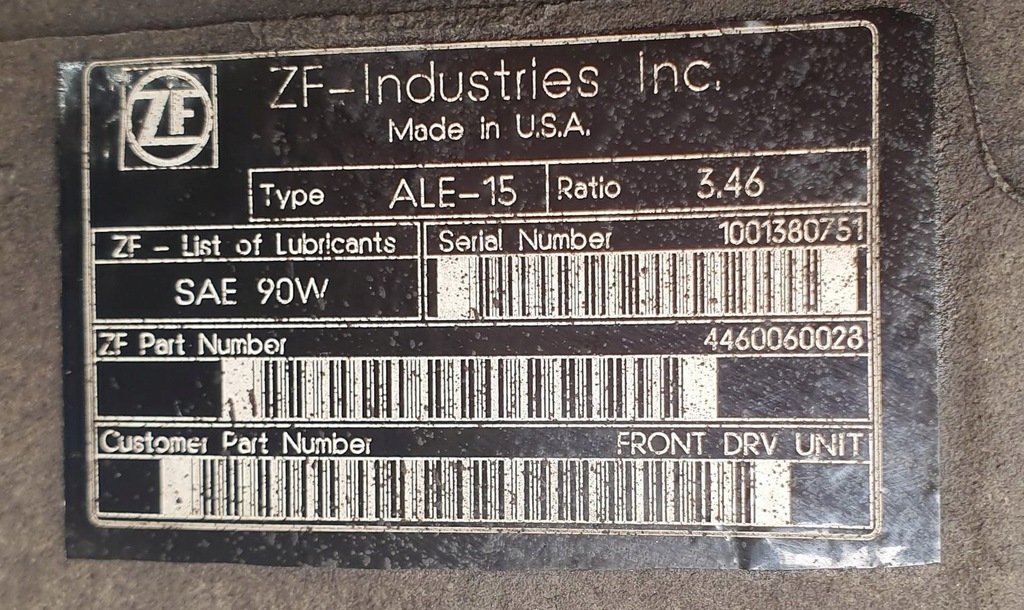 ZF
ZF-Industries Inc.
Made in U.S.A.
Type ALE-15 Ratio 3.46
ZF - List of Lubricants
SAE 90W
Serial Number 1001380751
ZF Part Number 4460060028
Customer Part Number FRONT DRV UNIT